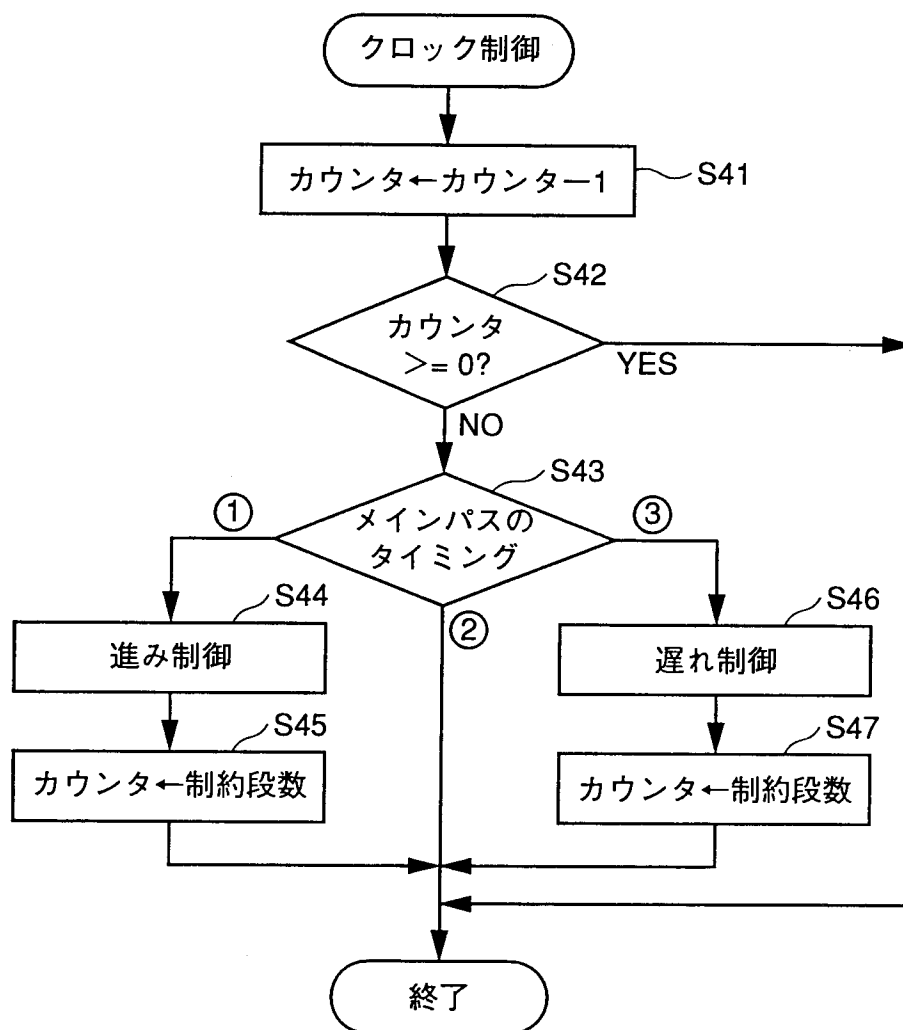 クロック制御
カウンタ←カウンター1
S41
S42
カウンタ
>= 0?
YES
NO
S43
①
メインパスの
タイミング
③
②
S44
進み制御
S46
遅れ制御
S45
カウンタ←制約段数
S47
カウンタ←制約段数
終了